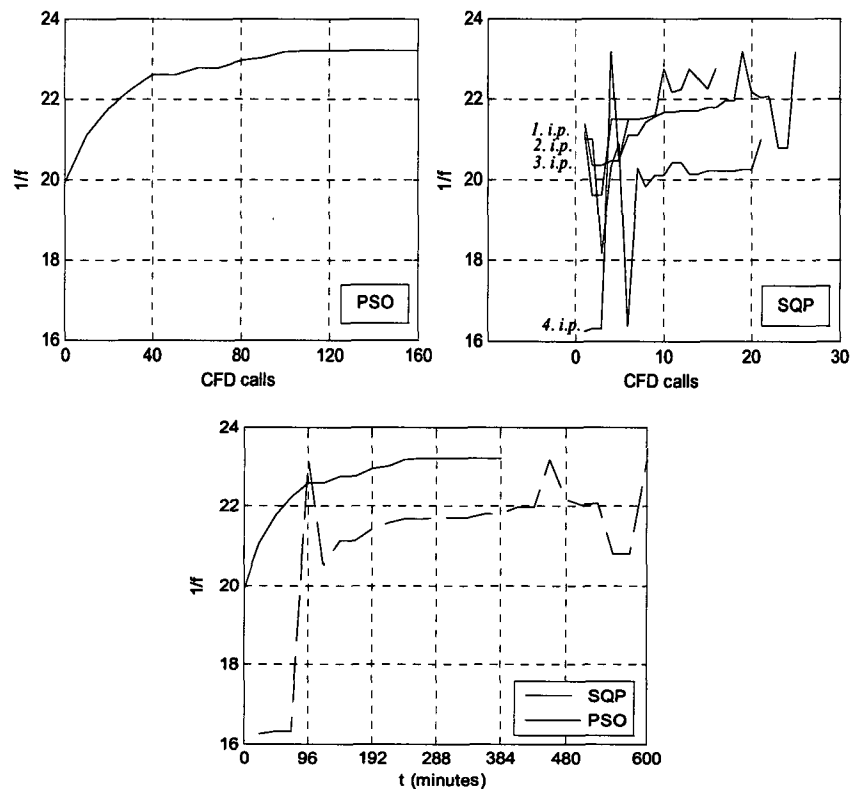 24
22
20
18
16
1/f
0
40
80
120
160
CFD calls
PSO
24
22
20
18
16
1/f
1. i.p.
2. i.p.
3. i.p.
4. i.p.
0
10
20
30
CFD calls
SQP
24
22
20
18
16
1/f
0
96
192
288
384
480
600
t (minutes)
SQP
PSO